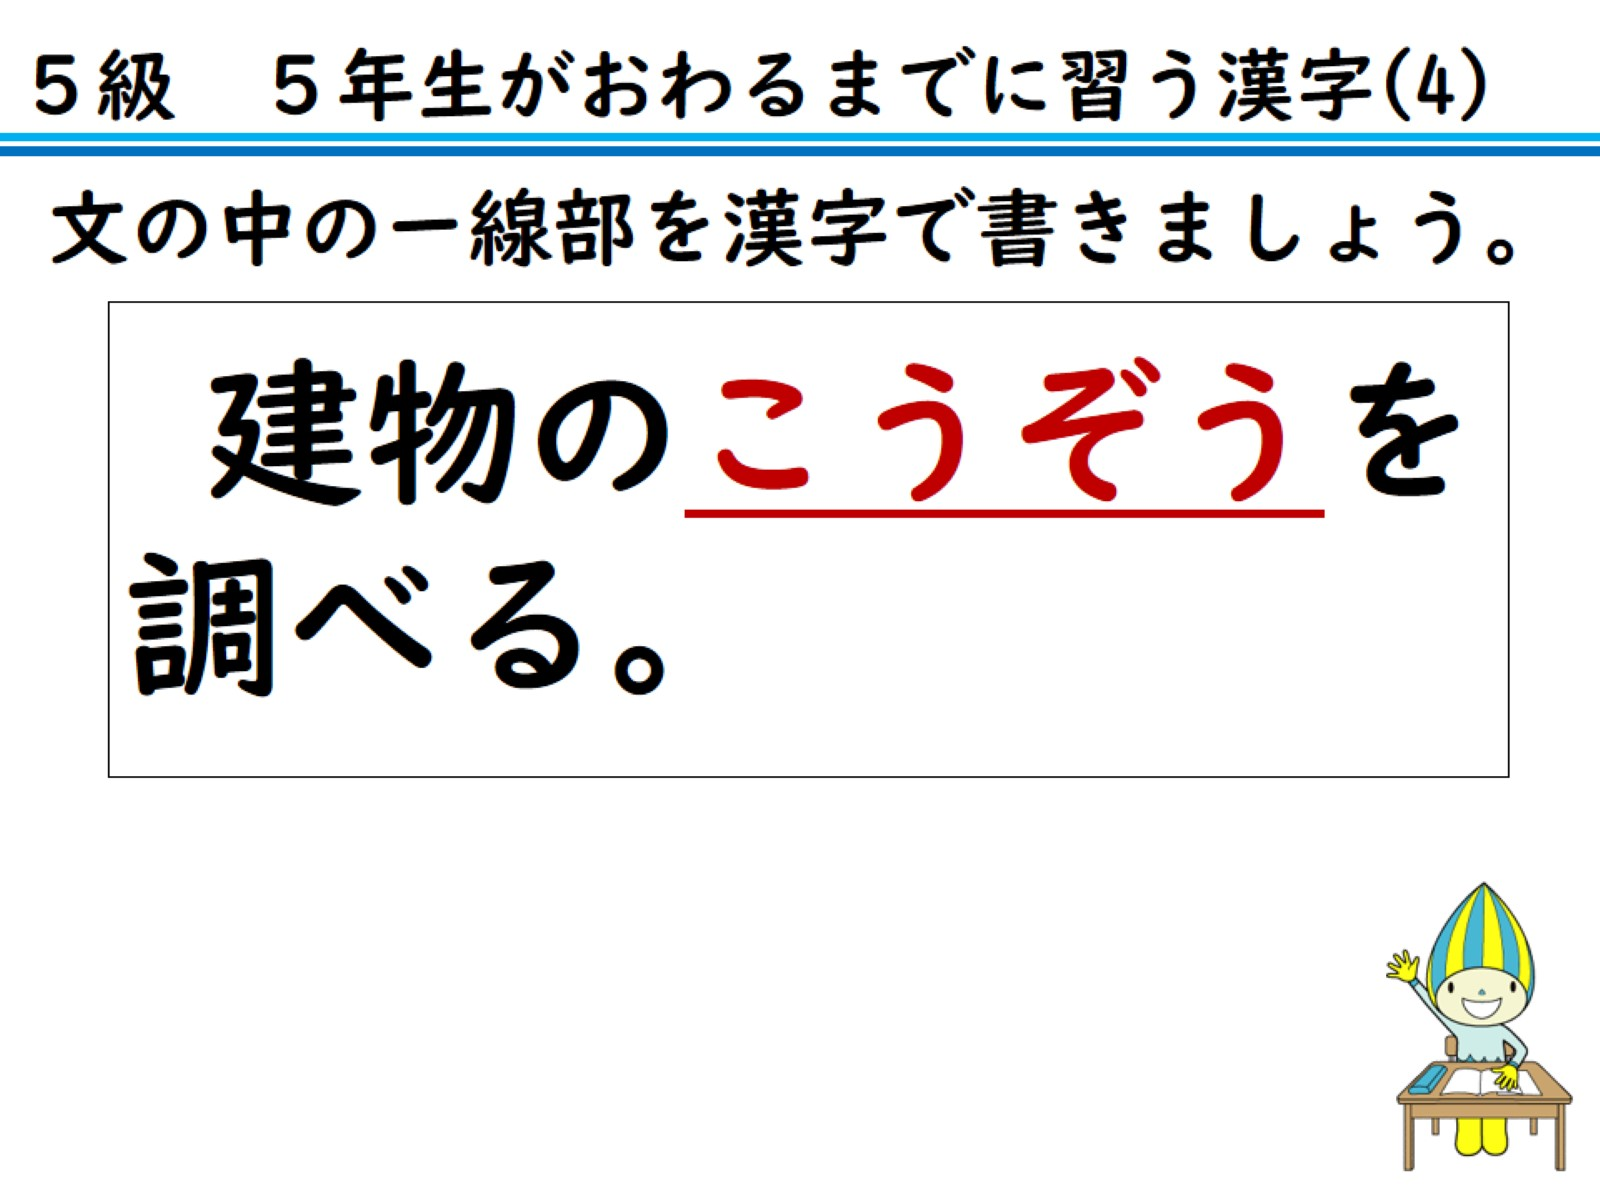 5級　5年生がおわるまでに習う漢字(4)
文の中の一線部を漢字で書きましょう。
建物のこうぞうを
調べる。